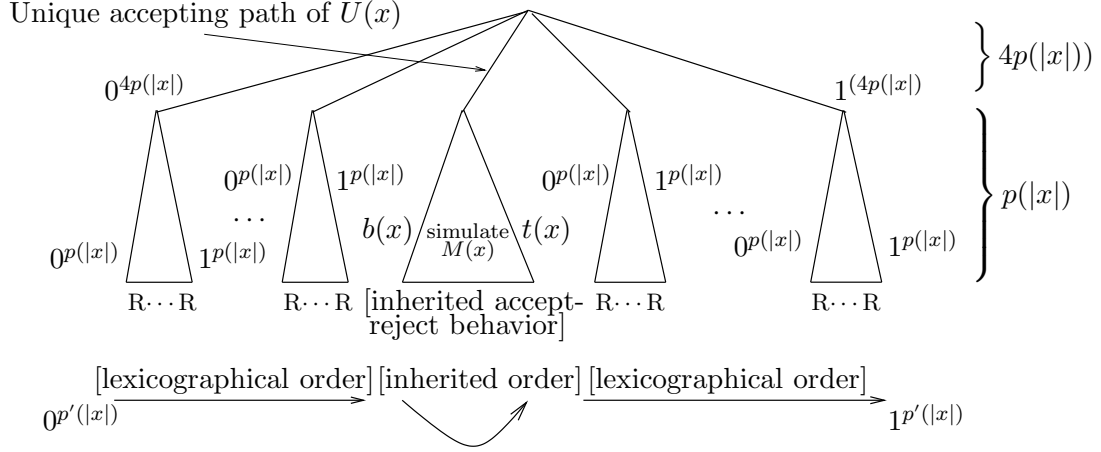 Unique accepting path of U(x)
} 4p(|x|))
0^{4p(|x|)} 1^{(4p(|x|)}
0^{p(|x|)} 1^{p(|x|)} 0^{p(|x|)} 1^{p(|x|)} } p(|x|)
... ...
b(x) simulate t(x)
M(x)
0^{p(|x|)} 1^{p(|x|)} 0^{p(|x|)} 1^{p(|x|)}
R···R R···R [inherited accept- R···R R···R
reject behavior]
[lexicographical order] [inherited order] [lexicographical order]
0^{p′(|x|)} 1^{p′(|x|)}